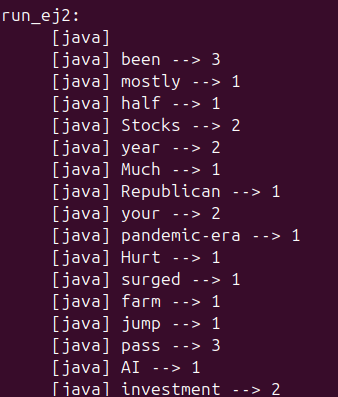 run_ej2:
[java]
[java] been --> 3
[java] mostly --> 1
[java] half --> 1
[java] Stocks --> 2
[java] year --> 2
[java] Much --> 1
[java] Republican --> 1
[java] your --> 2
[java] pandemic-era --> 1
[java] Hurt --> 1
[java] surged --> 1
[java] farm --> 1
[java] jump --> 1
[java] pass --> 3
[java] AI --> 1
[java] investment --> 2